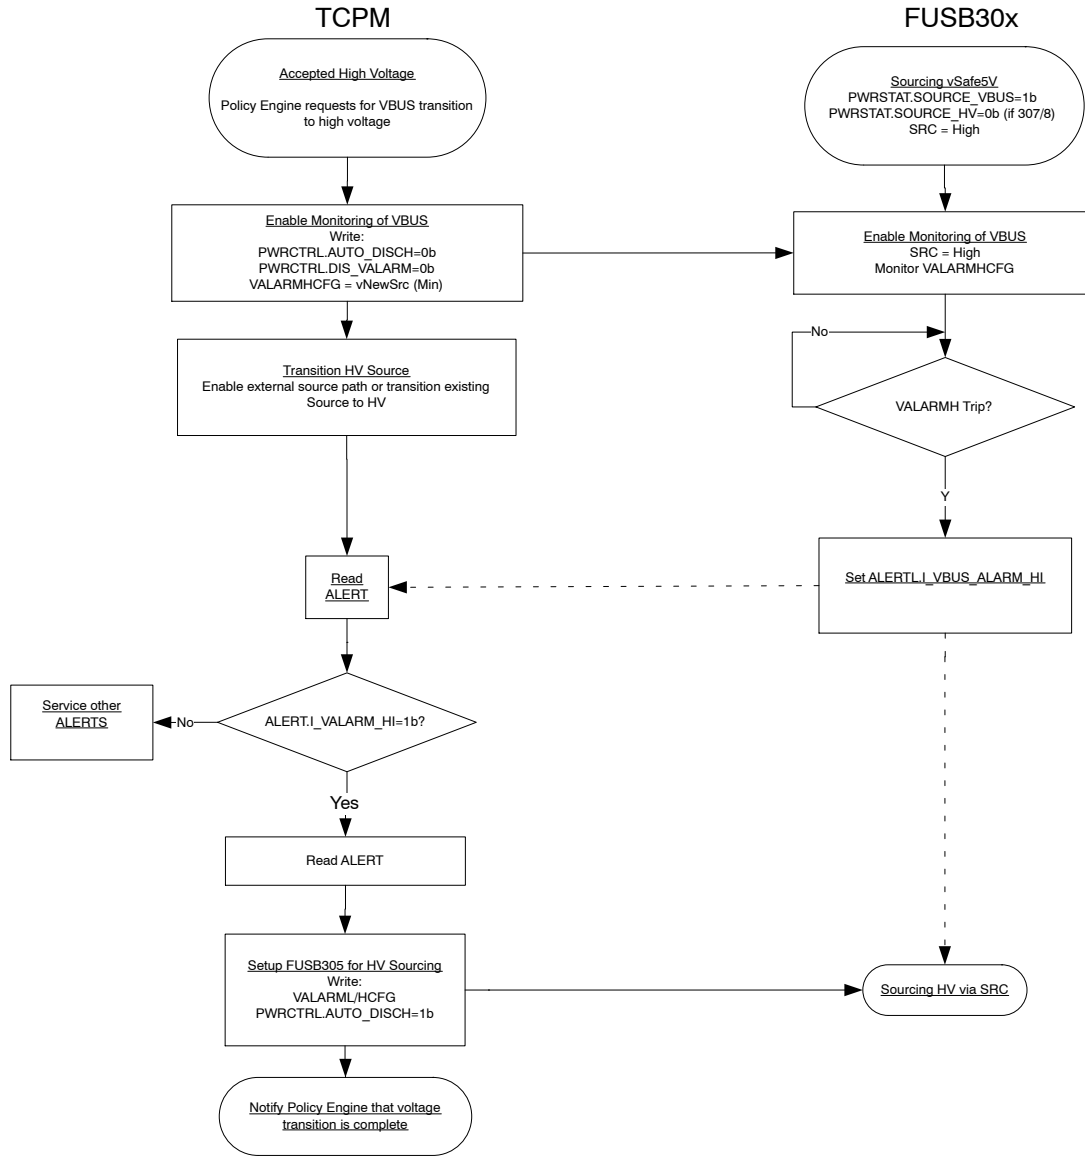 TCPM
FUSB30x
Accepted High Voltage
Policy Engine requests for VBUS transition
to high voltage
Sourcing vSafe5V
PWRSTAT.SOURCE_VBUS=1b
PWRSTAT.SOURCE_HV=0b (if 307/8)
SRC = High
Enable Monitoring of VBUS
Write:
PWRCTRL.AUTO_DISCH=0b
PWRCTRL.DIS_VALARM=0b
VALARMHCFG = vNewSrc (Min)
Enable Monitoring of VBUS
SRC = High
Monitor VALARMHCFG
No
Transition HV Source
Enable external source path or transition existing
Source to HV
VALARMH Trip?
Y
Read
ALERT
Set ALERTL.I_VBUS_ALARM_HI
Service other
ALERTS
No
ALERT.I_VALARM_HI=1b?
Yes
Read ALERT
Setup FUSB305 for HV Sourcing
Write:
VALARML/HCFG
PWRCTRL.AUTO_DISCH=1b
Sourcing HV via SRC
Notify Policy Engine that voltage
transition is complete